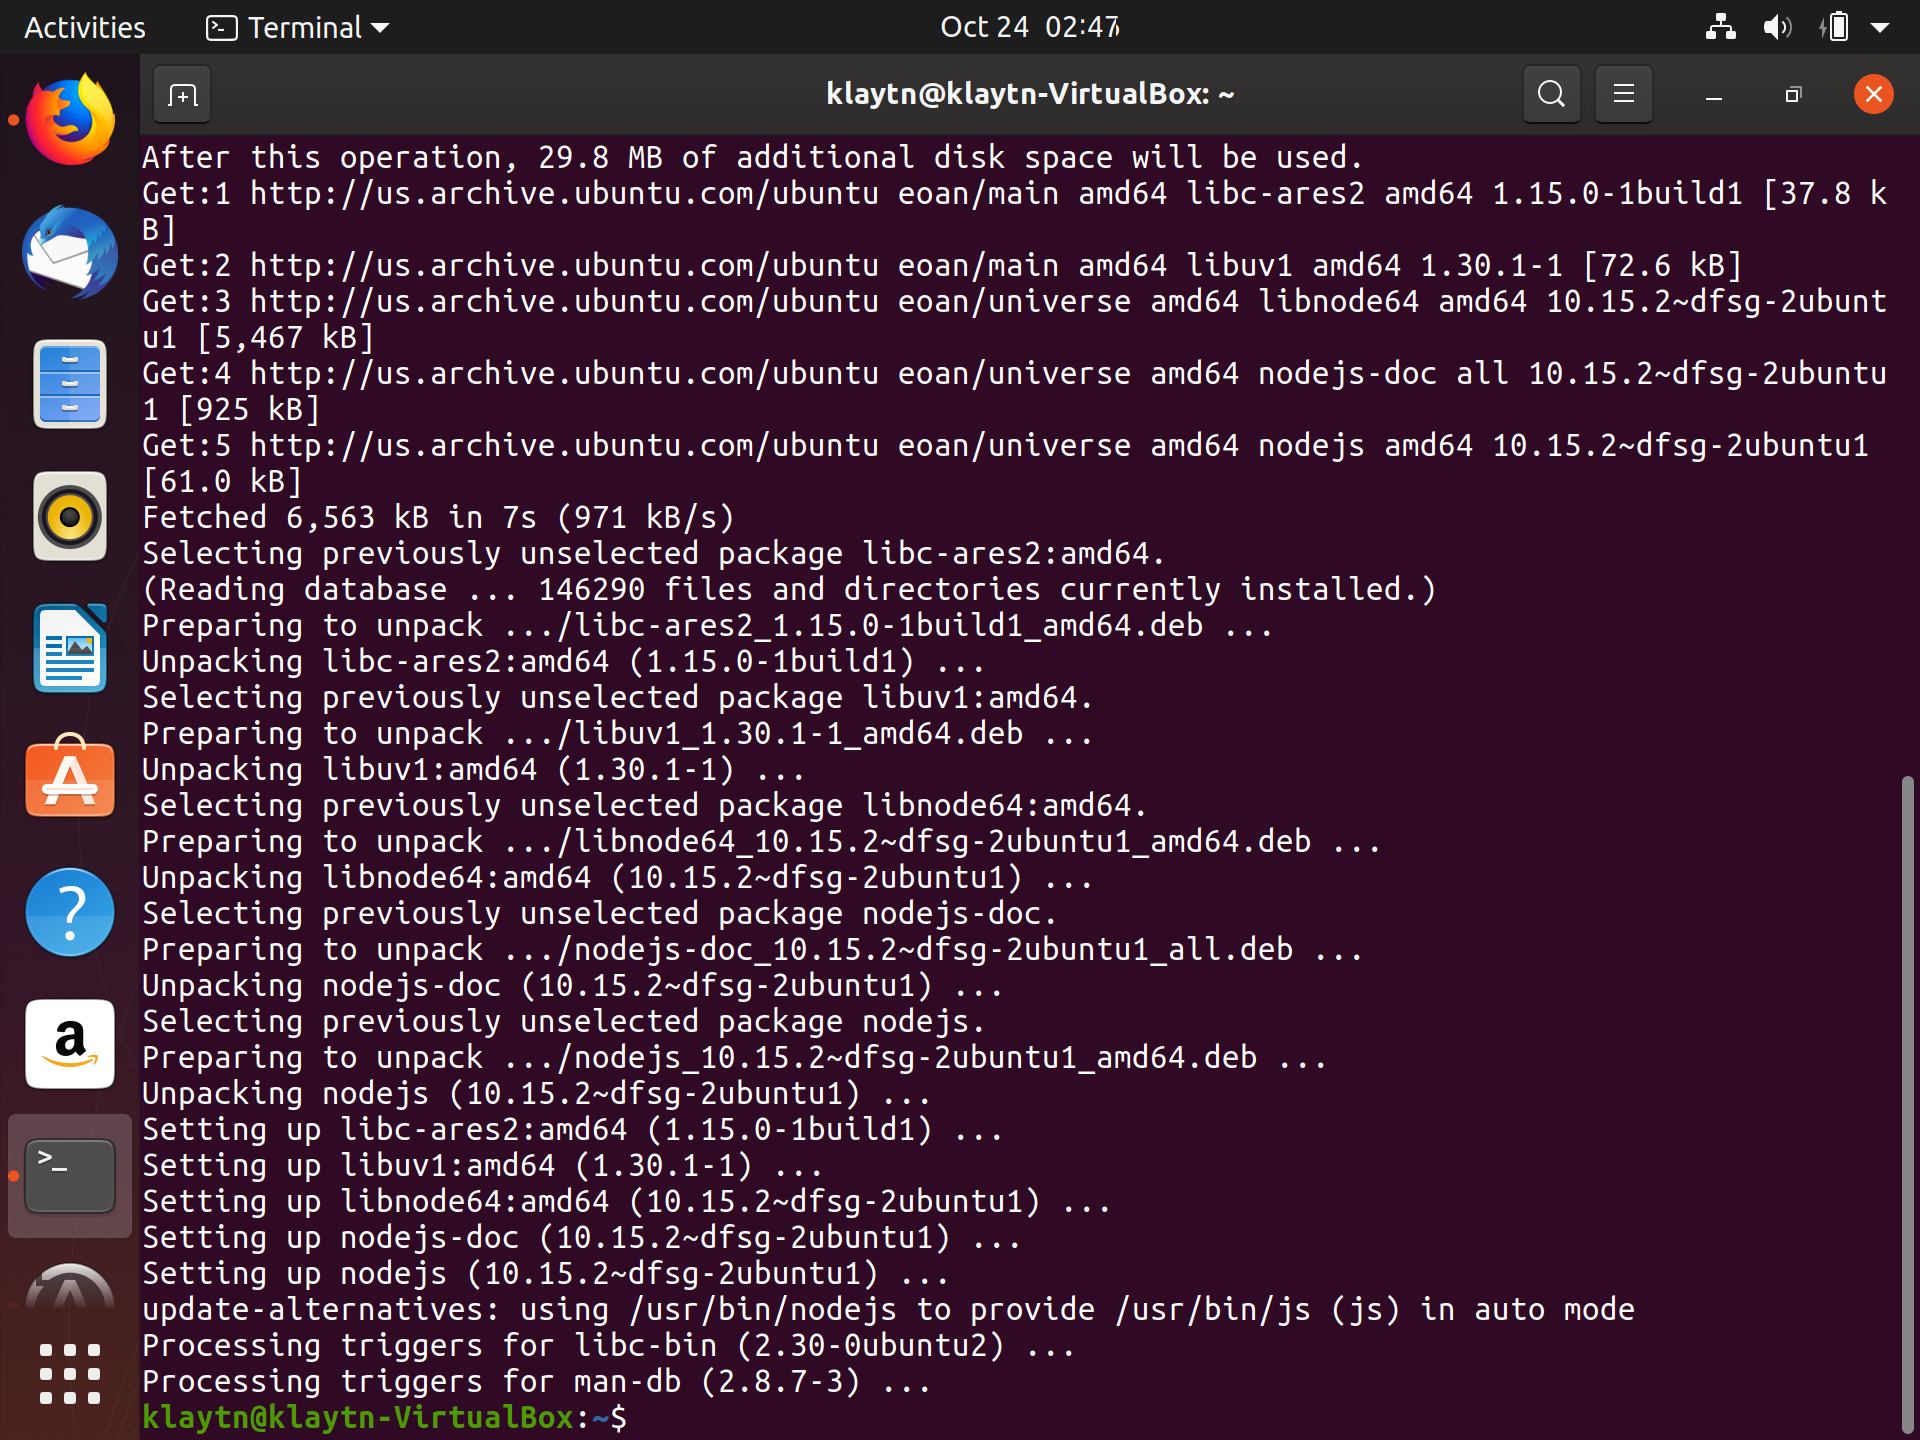 Activities
Terminal
Oct 24 02:47
klaytn@klaytn-VirtualBox: ~
After this operation, 29.8 MB of additional disk space will be used.
Get:1 http://us.archive.ubuntu.com/ubuntu eoan/main amd64 libc-ares2 amd64 1.15.0-1build1 [37.8 k
B]
Get:2 http://us.archive.ubuntu.com/ubuntu eoan/main amd64 libuv1 amd64 1.30.1-1 [72.6 kB]
Get:3 http://us.archive.ubuntu.com/ubuntu eoan/universe amd64 libnode64 amd64 10.15.2~dfsg-2ubunt
u1 [5,467 kB]
Get:4 http://us.archive.ubuntu.com/ubuntu eoan/universe amd64 nodejs-doc all 10.15.2~dfsg-2ubuntu
1 [925 kB]
Get:5 http://us.archive.ubuntu.com/ubuntu eoan/universe amd64 nodejs amd64 10.15.2~dfsg-2ubuntu1
[61.0 kB]
Fetched 6,563 kB in 7s (971 kB/s)
Selecting previously unselected package libc-ares2:amd64.
(Reading database ... 146290 files and directories currently installed.)
Preparing to unpack .../libc-ares2_1.15.0-1build1_amd64.deb ...
Unpacking libc-ares2:amd64 (1.15.0-1build1) ...
Selecting previously unselected package libuv1:amd64.
Preparing to unpack .../libuv1_1.30.1-1_amd64.deb ...
Unpacking libuv1:amd64 (1.30.1-1) ...
Selecting previously unselected package libnode64:amd64.
Preparing to unpack .../libnode64_10.15.2~dfsg-2ubuntu1_amd64.deb ...
Unpacking libnode64:amd64 (10.15.2~dfsg-2ubuntu1) ...
Selecting previously unselected package nodejs-doc.
Preparing to unpack .../nodejs-doc_10.15.2~dfsg-2ubuntu1_all.deb ...
Unpacking nodejs-doc (10.15.2~dfsg-2ubuntu1) ...
Selecting previously unselected package nodejs.
Preparing to unpack .../nodejs_10.15.2~dfsg-2ubuntu1_amd64.deb ...
Unpacking nodejs (10.15.2~dfsg-2ubuntu1) ...
Setting up libc-ares2:amd64 (1.15.0-1build1) ...
Setting up libuv1:amd64 (1.30.1-1) ...
Setting up libnode64:amd64 (10.15.2~dfsg-2ubuntu1) ...
Setting up nodejs-doc (10.15.2~dfsg-2ubuntu1) ...
Setting up nodejs (10.15.2~dfsg-2ubuntu1) ...
update-alternatives: using /usr/bin/nodejs to provide /usr/bin/js (js) in auto mode
Processing triggers for libc-bin (2.30-0ubuntu2) ...
Processing triggers for man-db (2.8.7-3) ...
klaytn@klaytn-VirtualBox:~$